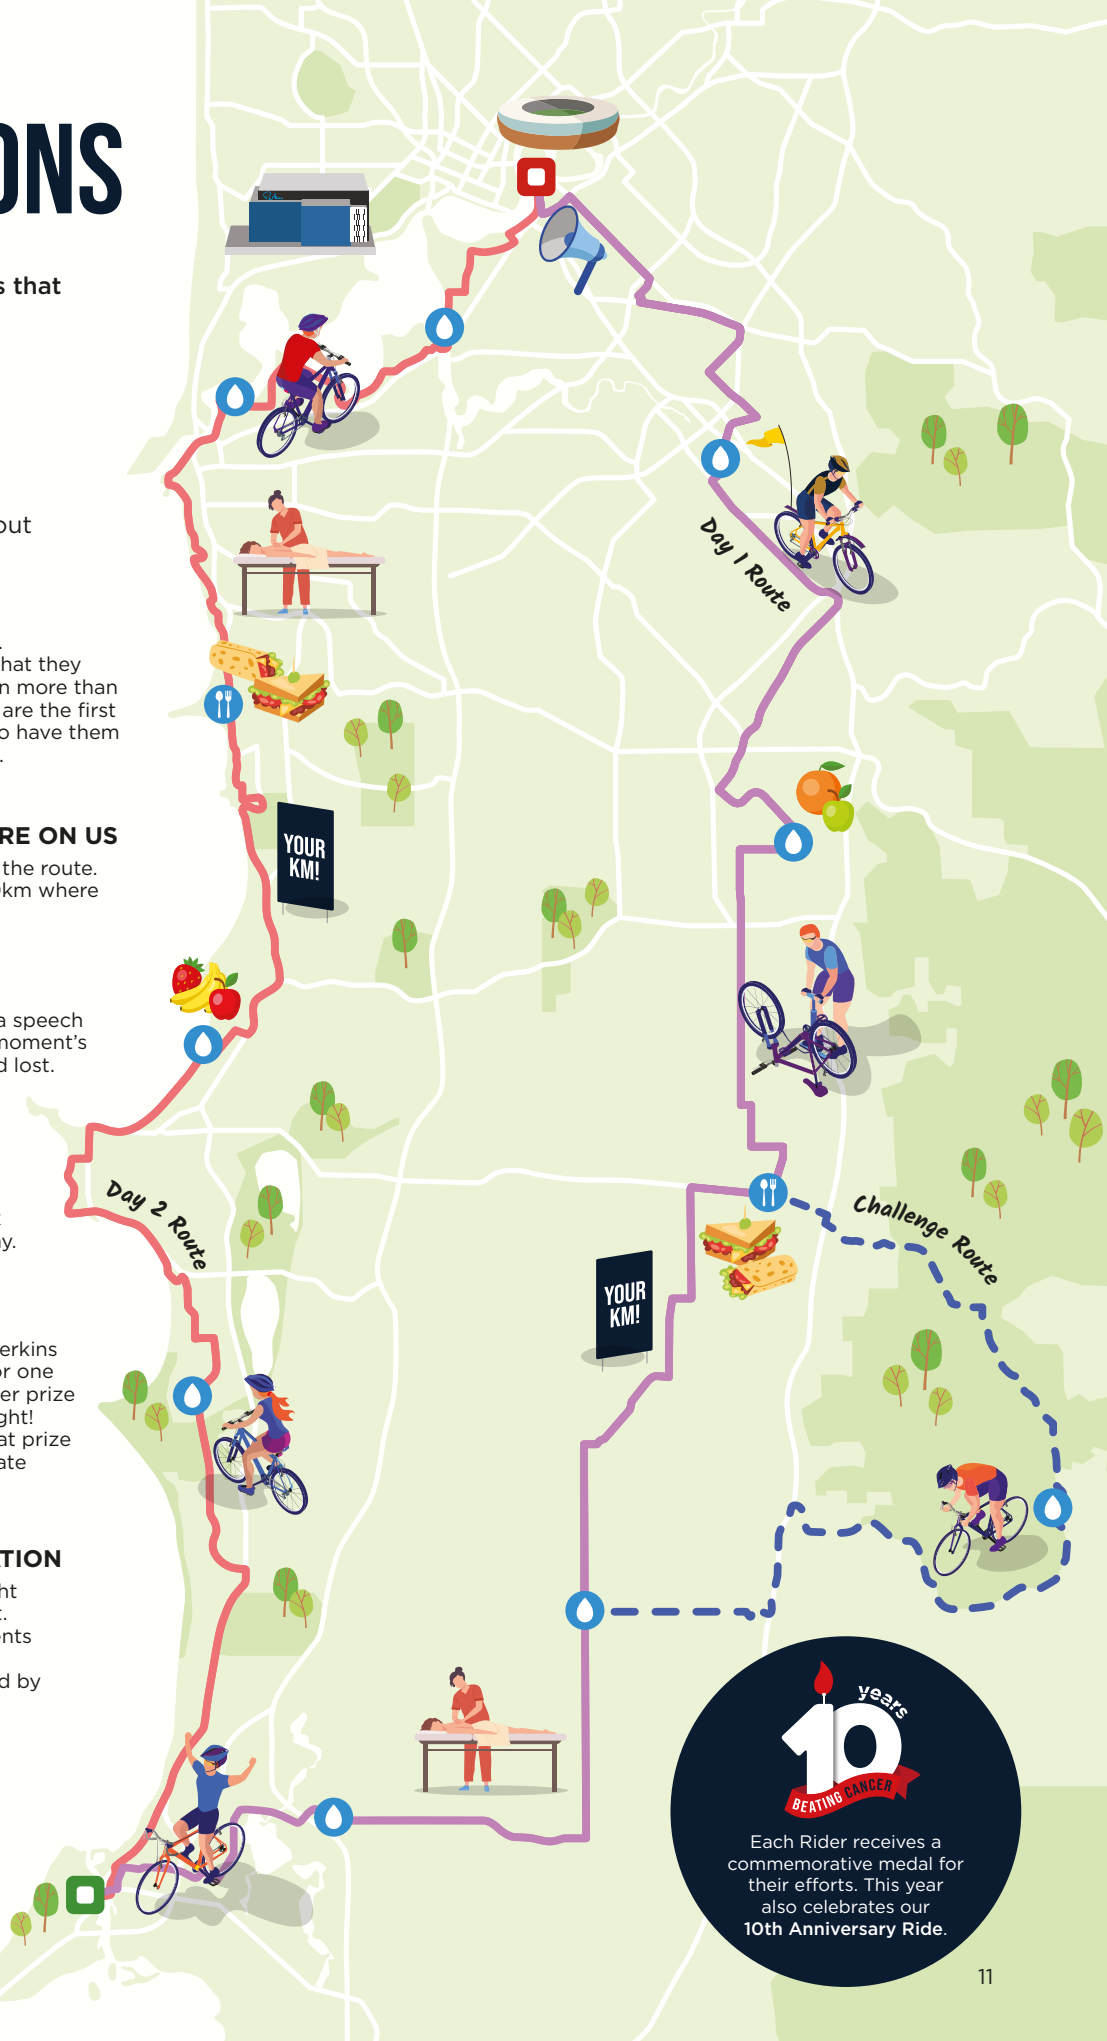 ONS
s that
out
.
hat they
n more than
are the first
o have them
.
RE ON US
the route.
km where
a speech
moment's
d lost.
y.
erkins
or one
er prize
ght!
at prize
ate
ATION
ht
t.
ents
d by
YOUR
KM!
Day 1 Route
Day 2 Route
Challenge Route
YOUR
KM!
10 years
BEATING CANCER
Each Rider receives a
commemorative medal for
their efforts. This year
also celebrates our
10th Anniversary Ride.
11